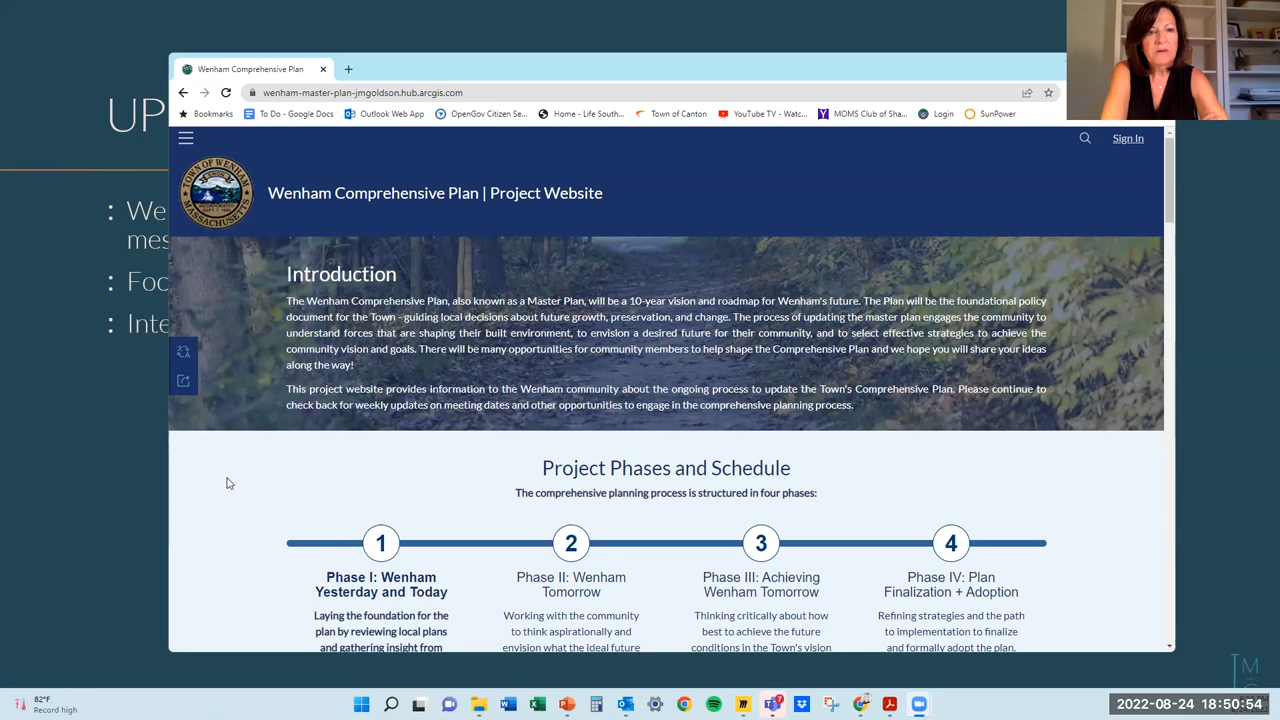 UP
: We
mes
: Foc
: Inte
Wenham Comprehensive Plan
wenham-master-plan-jmgoldson.hub.arcgis.com
Bookmarks To Do - Google Docs Outlook Web App OpenGov Citizen Se... Home - Life South... Town of Canton YouTube TV - Watc... MOMS Club of Sha... Login SunPower
Sign In
TOWN OF WENHAM
MASSACHUSETTS
Wenham Comprehensive Plan | Project Website
Introduction
The Wenham Comprehensive Plan, also known as a Master Plan, will be a 10-year vision and roadmap for Wenham's future. The Plan will be the foundational policy
document for the Town - guiding local decisions about future growth, preservation, and change. The process of updating the master plan engages the community to
understand forces that are shaping their built environment, to envision a desired future for their community, and to select effective strategies to achieve the
community vision and goals. There will be many opportunities for community members to help shape the Comprehensive Plan and we hope you will share your ideas
along the way!
This project website provides information to the Wenham community about the ongoing process to update the Town's Comprehensive Plan. Please continue to
check back for weekly updates on meeting dates and other opportunities to engage in the comprehensive planning process.
Project Phases and Schedule
The comprehensive planning process is structured in four phases:
1 2 3 4
Phase I: Wenham
Yesterday and Today
Laying the foundation for the
plan by reviewing local plans
and gathering insight from
Phase II: Wenham
Tomorrow
Working with the community
to think aspirationally and
envision what the ideal future
Phase III: Achieving
Wenham Tomorrow
Thinking critically about how
best to achieve the future
conditions in the Town's vision
Phase IV: Plan
Finalization + Adoption
Refining strategies and the path
to implementation to finalize
and formally adopt the plan.
JM
82°F
Record high
7
2022-08-24 18:50:54